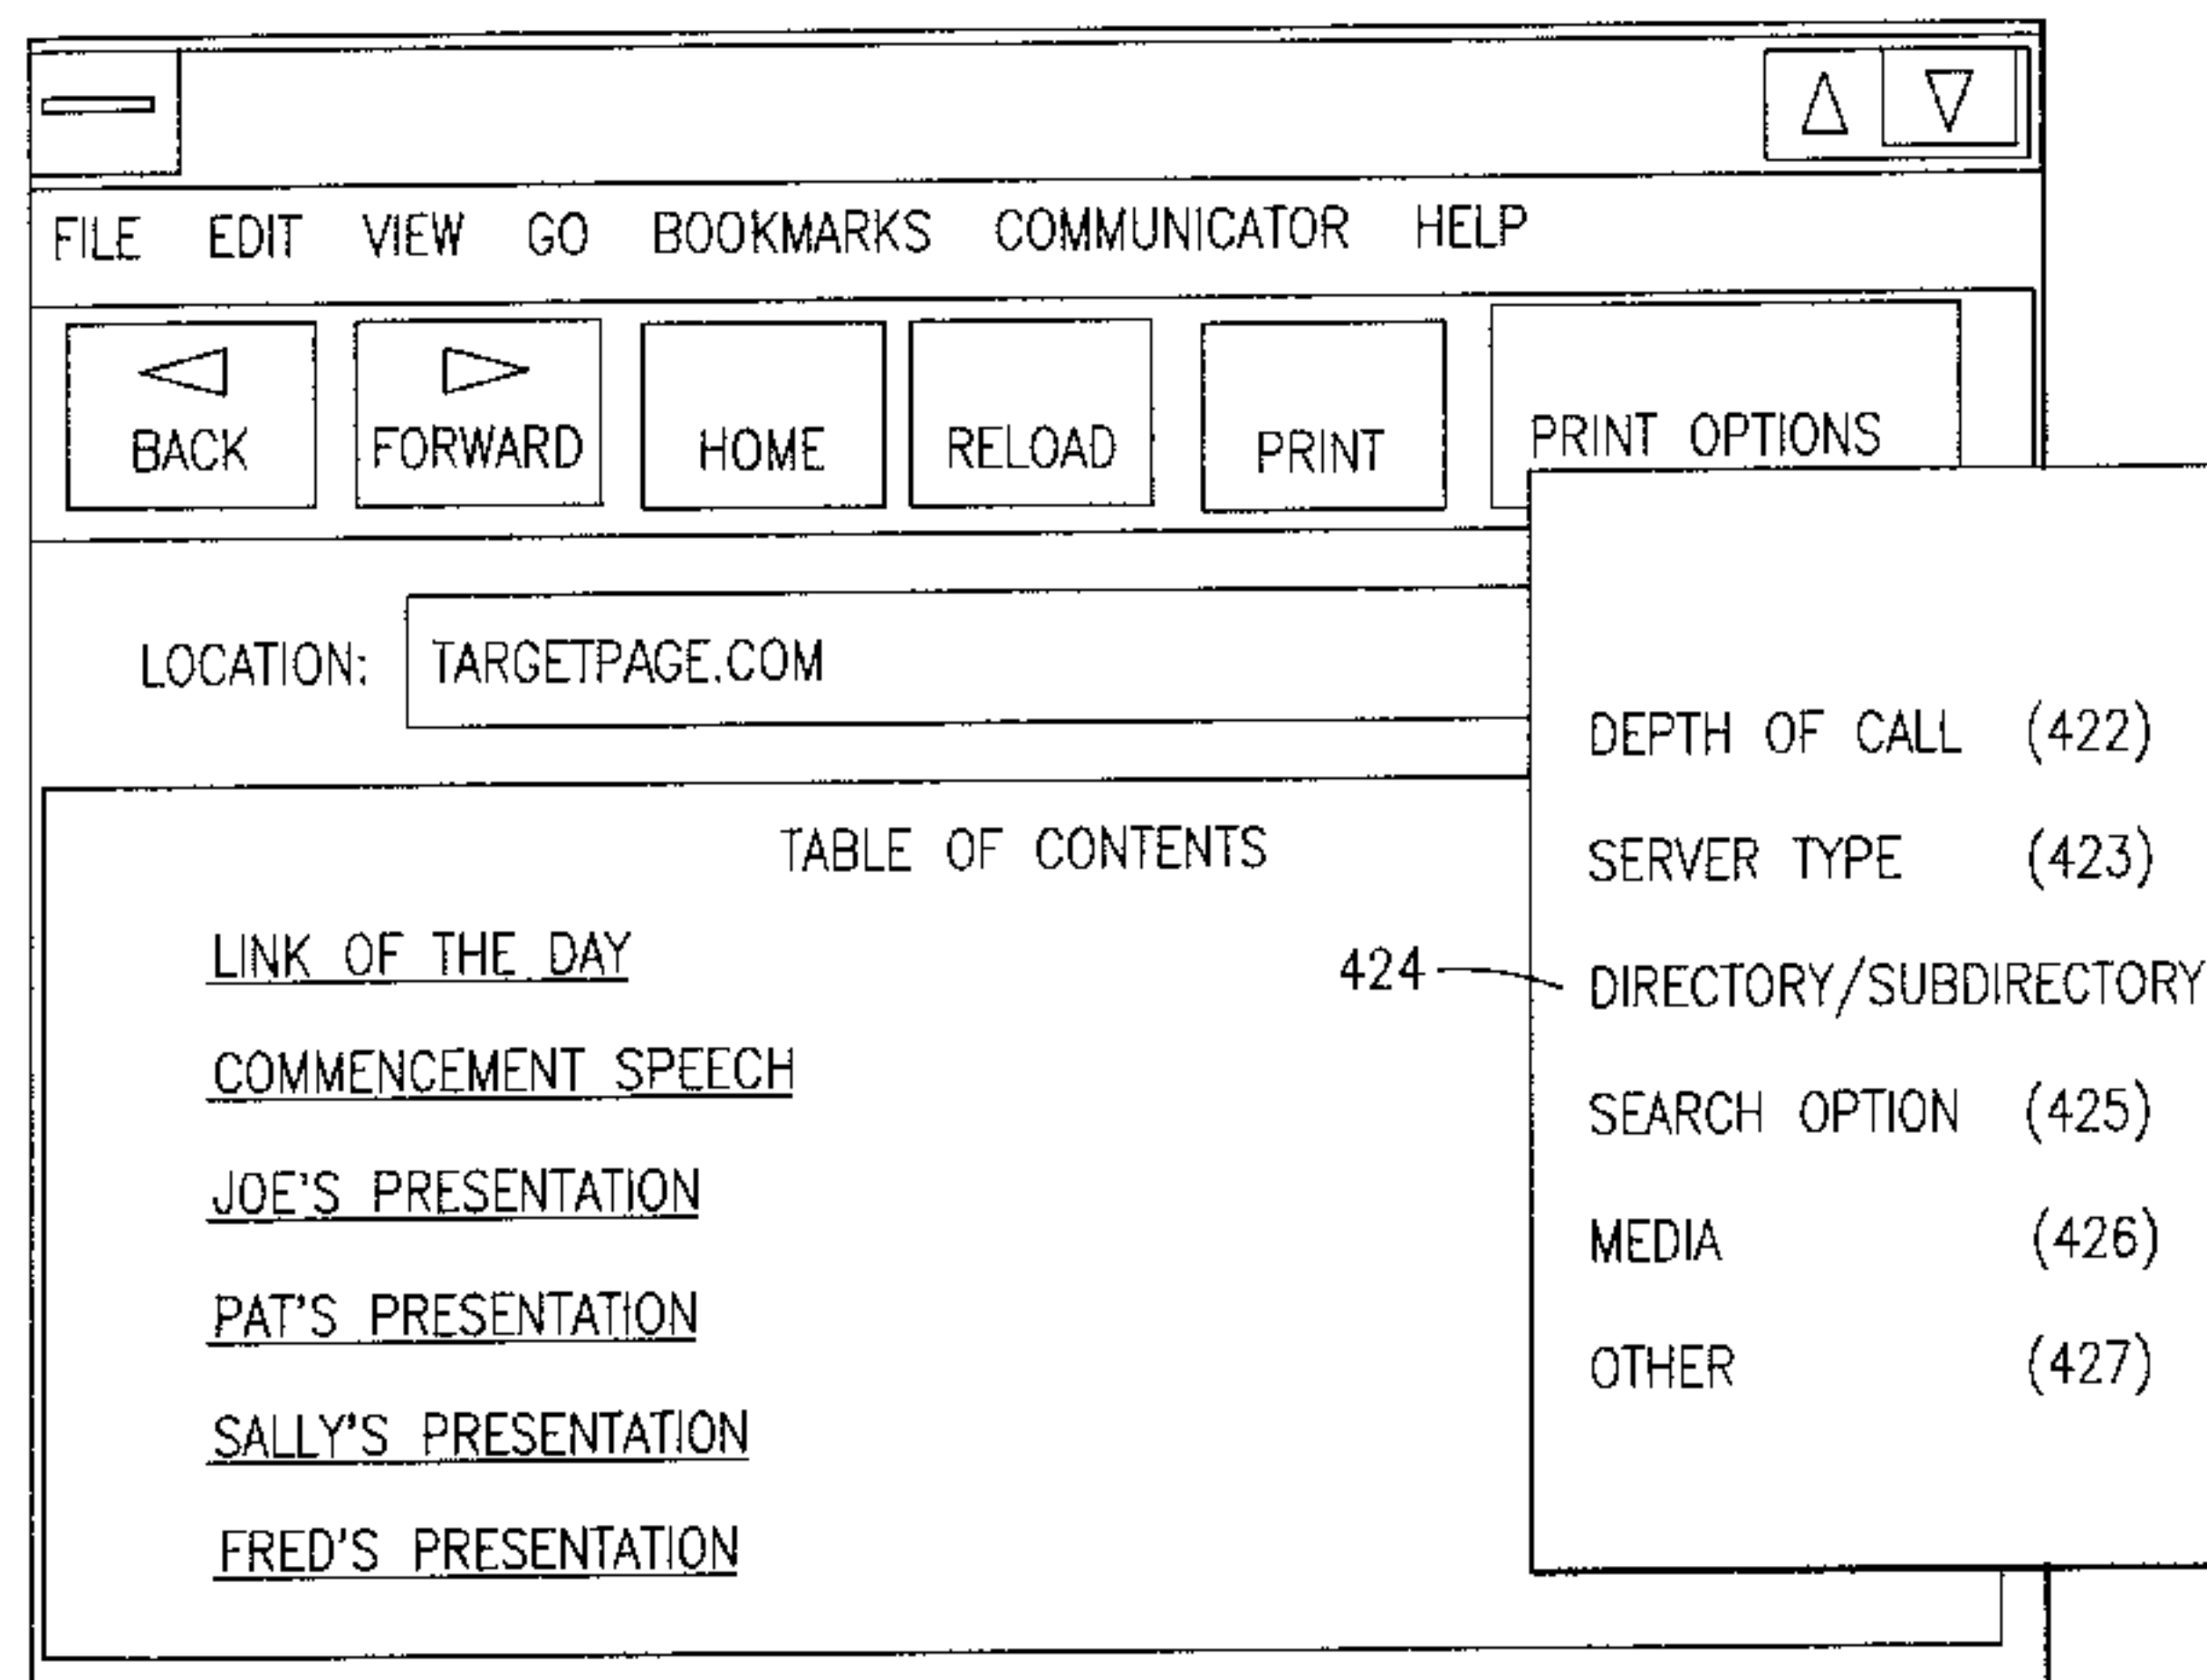 FILE EDIT VIEW GO BOOKMARKS COMMUNICATOR HELP
BACK FORWARD HOME RELOAD PRINT PRINT OPTIONS
LOCATION: TARGETPAGE.COM
TABLE OF CONTENTS
LINK OF THE DAY
COMMENCEMENT SPEECH
JOE'S PRESENTATION
PAT'S PRESENTATION
SALLY'S PRESENTATION
FRED'S PRESENTATION
DEPTH OF CALL (422)
SERVER TYPE (423)
424 DIRECTORY/SUBDIRECTORY
SEARCH OPTION (425)
MEDIA (426)
OTHER (427)